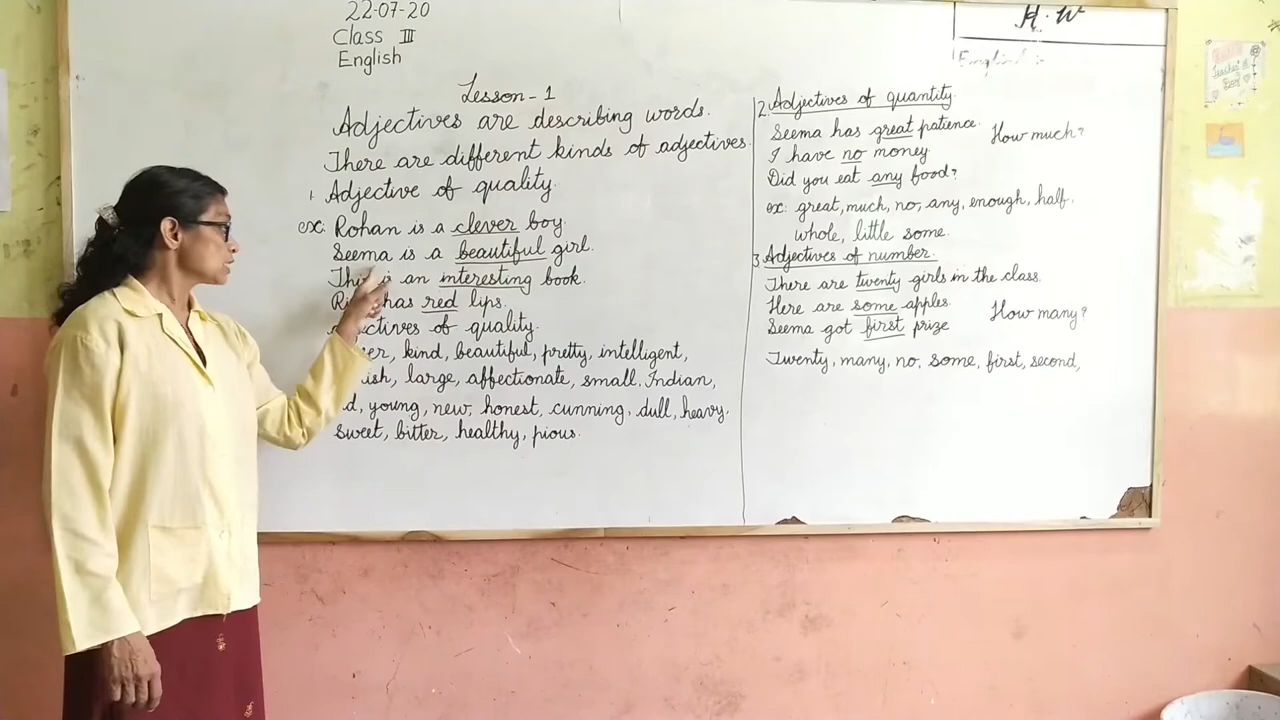 22-07-20
Class III
English
Lesson-1
Adjectives are describing words.
There are different kinds of adjectives.
1. Adjective of quality.
ex: Rohan is a clever boy.
Seema is a beautiful girl.
This is an interesting book.
has red lips.
adjectives of quality.
kind, beautiful, pretty, intelligent,
large, affectionate, small, Indian,
young, new, honest, cunning, dull, heavy.
sweet, bitter, healthy, pious.
2. Adjectives of quantity.
Seema has great patience. How much?
I have no money.
Did you eat any food?
ex: great, much, no, any, enough, half,
whole, little some.
3 Adjectives of number.
There are twenty girls in the class.
Here are some apples. How many?
Seema got first prize
Twenty, many, no, some, first, second,
H.W
English